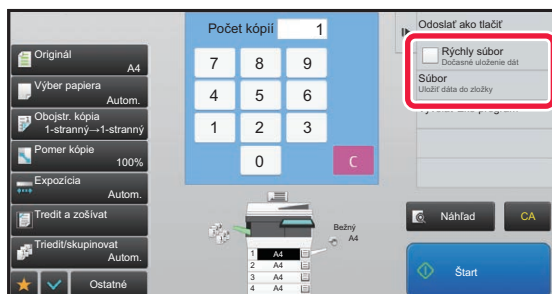 Originál
A4
Výber papiera
Autom.
Obojstr. kópia
1-stranný→1-stranný
Pomer kópie
100%
Expozícia
Autom.
Tredit a zošívat
Triedit/skupinovat
Autom.
Ostatné
Počet kópií 1
7 8 9
4 5 6
1 2 3
0 C
Bežný
A4
1 A4
2 A4
3 A4
4 A4
Odoslať ako tlačiť
Rýchly súbor
Dočasné uloženie dát
Súbor
Uložiť dáta do zložky
Náhľad
CA
Štart